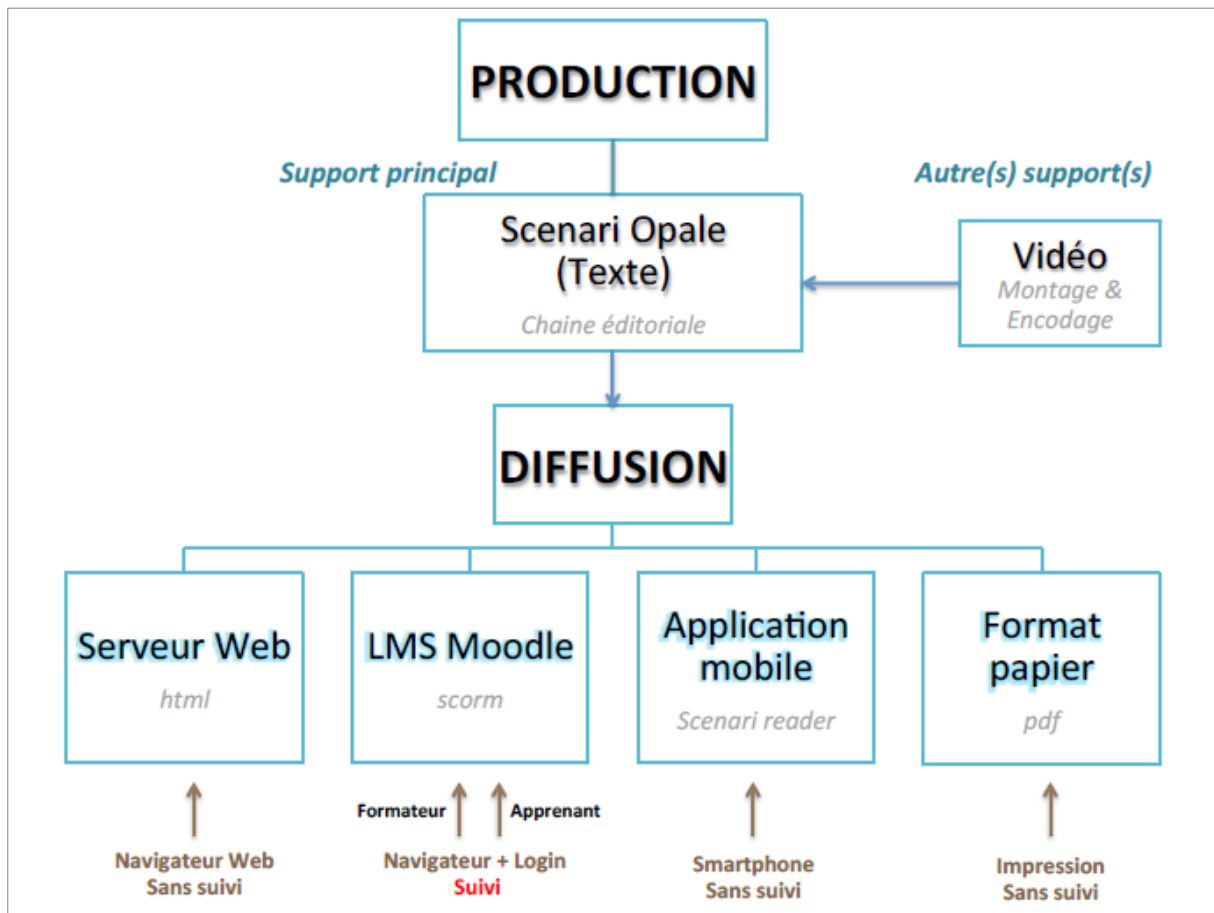 PRODUCTION
Support principal
Autre(s) support(s)
Scenari Opale
(Texte)
Chaine éditoriale
Vidéo
Montage &
Encodage
DIFFUSION
Serveur Web
html
LMS Moodle
scorm
Application
mobile
Scenari reader
Format
papier
pdf
Formateur
Apprenant
Navigateur Web
Sans suivi
Navigateur + Login
Suivi
Smartphone
Sans suivi
Impression
Sans suivi